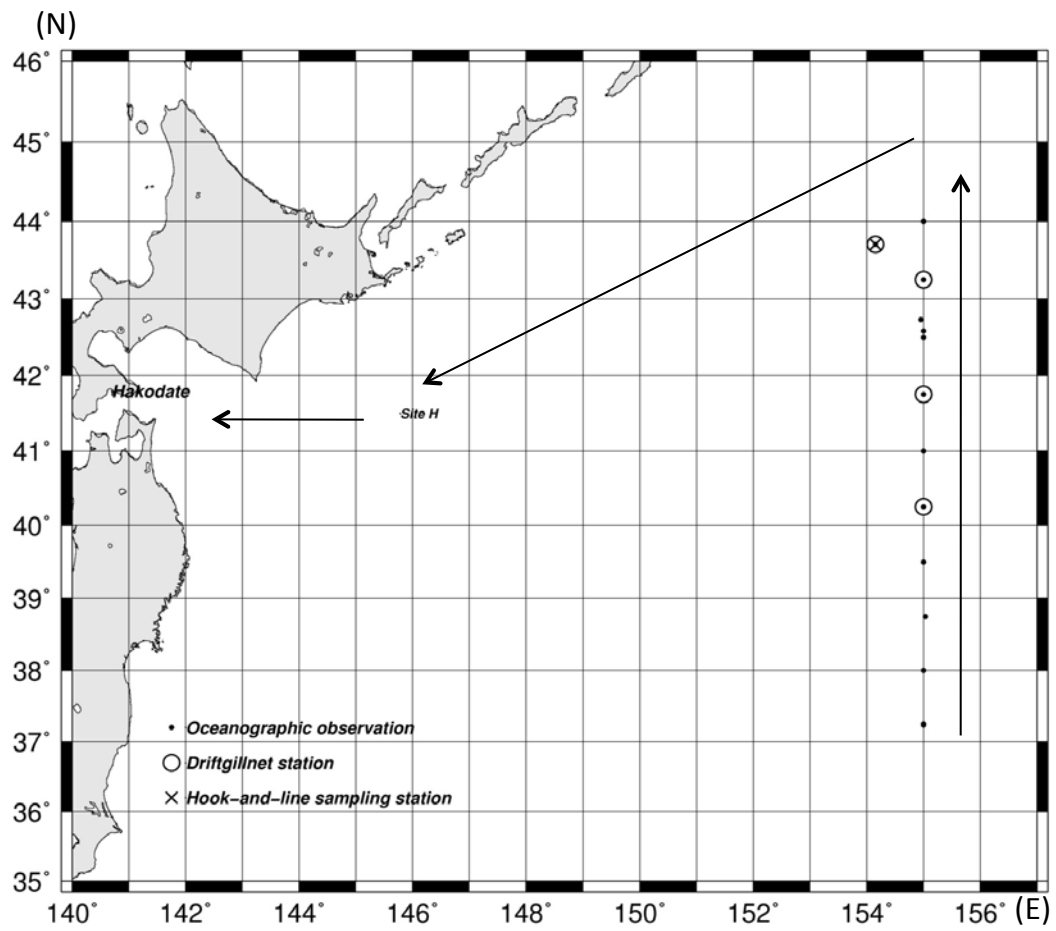 (N)
46°
45°
44°
43°
42°
Hakodate
Site H
41°
40°
39°
38°
Oceanographic observation
37°
Driftgillnet station
Hook-and-line sampling station
36°
35°
140° 142° 144° 146° 148° 150° 152° 154° 156° (E)